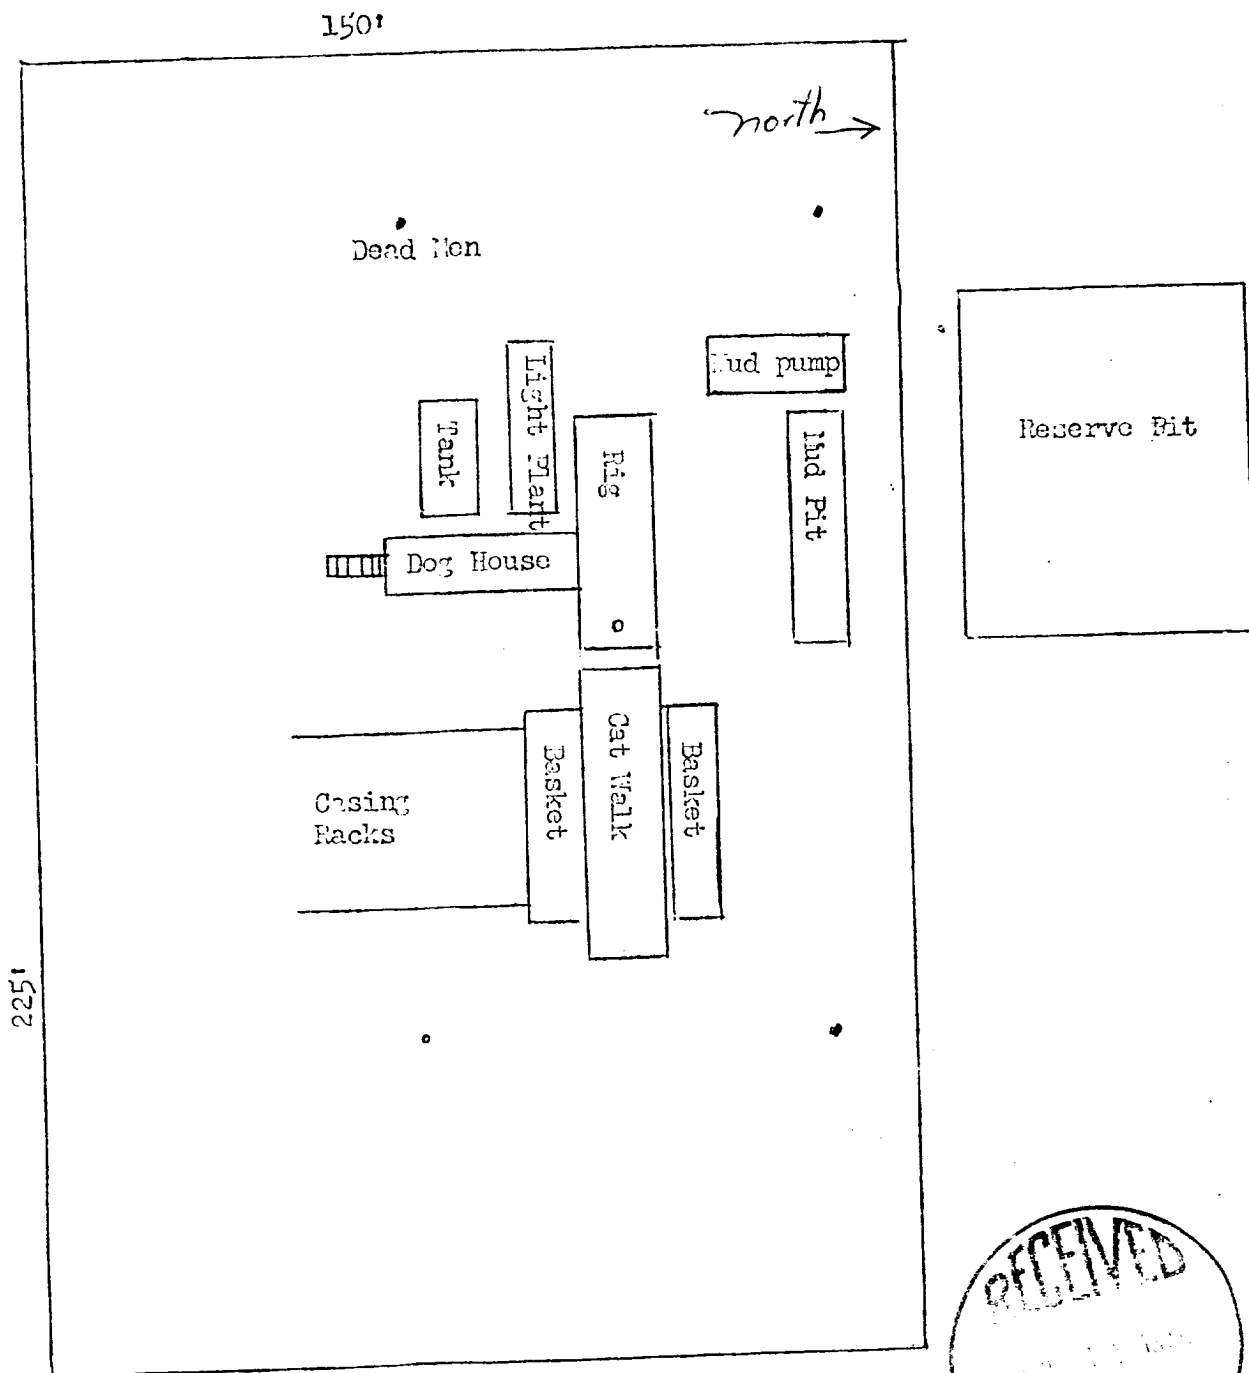 150'
north
Dead Men
Mud pump
Light Plant
Tank
Rig
Mud Pit
Reserve Pit
Dog House
Cat Walk
Basket
Basket
Casing
Racks
225'
RECEIVED